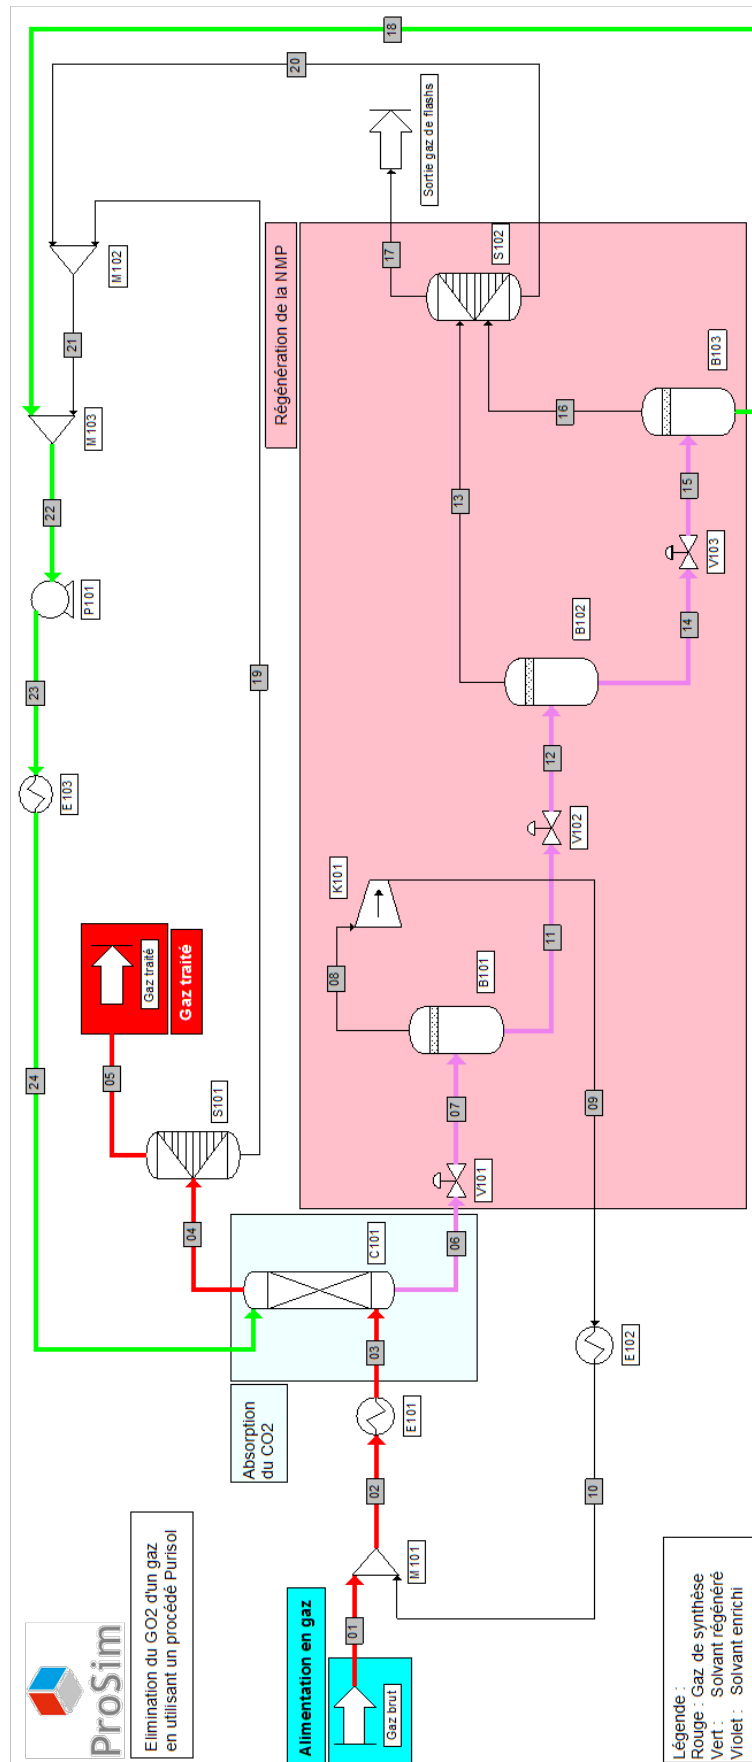 ProSim
Elimination du GO2 d'un gaz
en utilisant un procédé Purisol
Alimentation en gaz
Gaz brut
01
M101
02
E101
03
Absorption
du CO2
C101
04
S101
05
Gaz traité
Gaz traité
06
V101
07
B101
08
K101
09
E102
10
11
V102
12
B102
13
14
V103
15
B103
16
S102
17
Sortie gaz de flashs
Régénération de la NMP
18
19
20
M102
21
M103
22
P101
23
E103
24
Légende :
Rouge : Gaz de synthèse
Vert : Solvant régénéré
Violet : Solvant enrichi